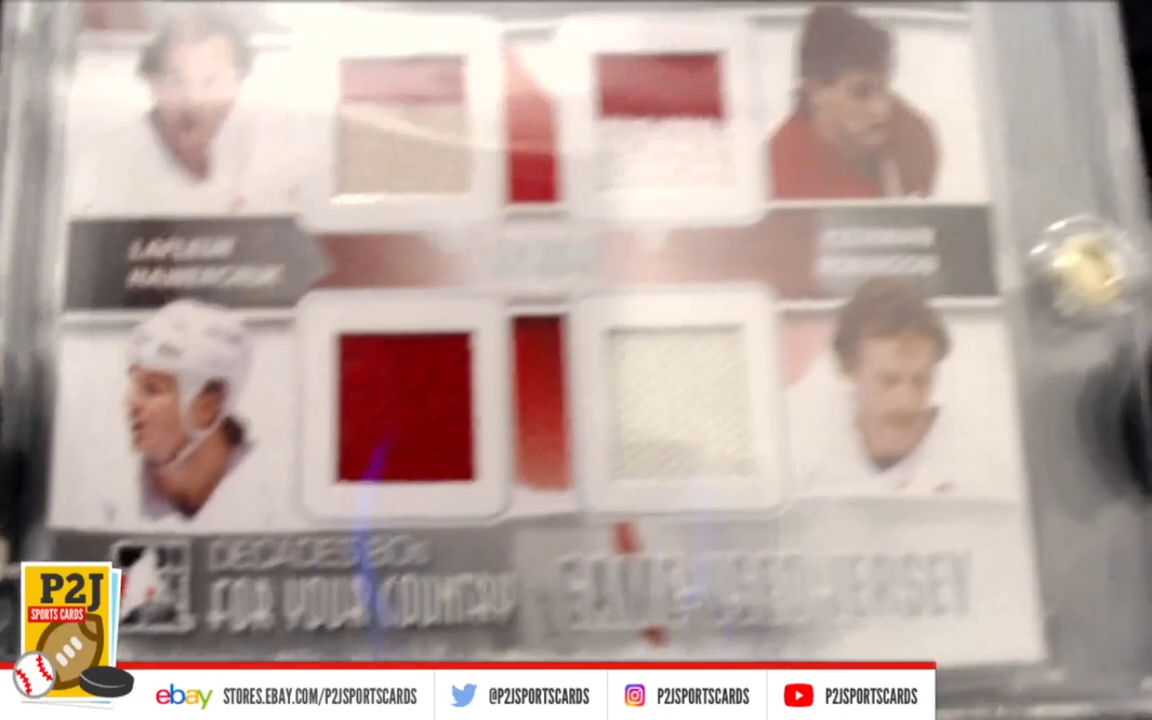 LAFLEUR
HAWERCHUK
ROBINSON
DECADES 80s
FOR YOUR COUNTRY
GAME-USED JERSEY
P2J
SPORTS CARDS
ebay STORES.EBAY.COM/P2JSPORTSCARDS
@P2JSPORTSCARDS
P2JSPORTSCARDS
P2JSPORTSCARDS